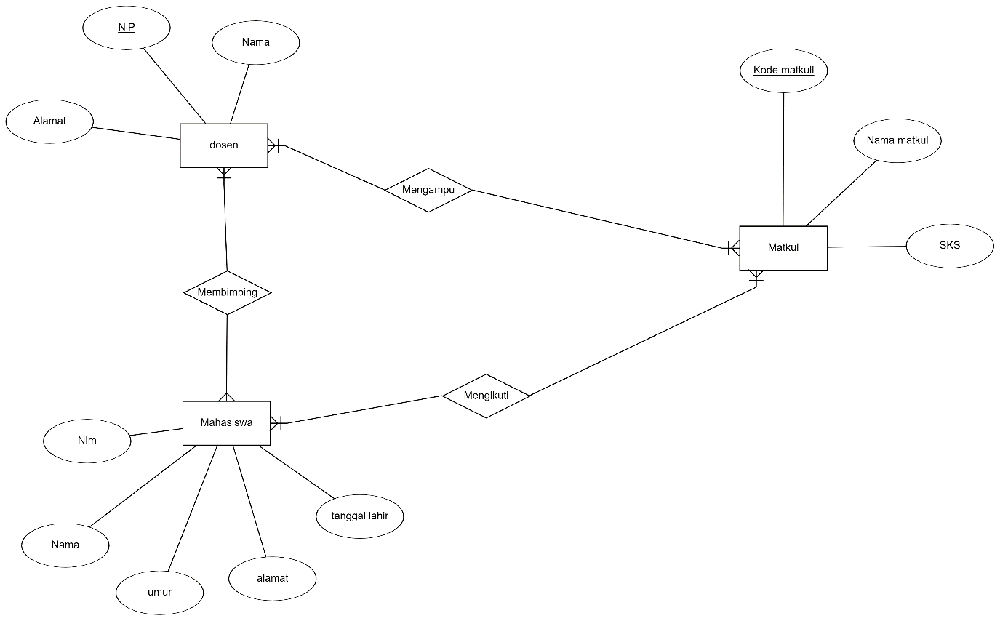 NiP
Nama
Kode matkull
Alamat
dosen
Nama matkul
Mengampu
Matkul
SKS
Membimbing
Mengikuti
Mahasiswa
Nim
tanggal lahir
Nama
alamat
umur